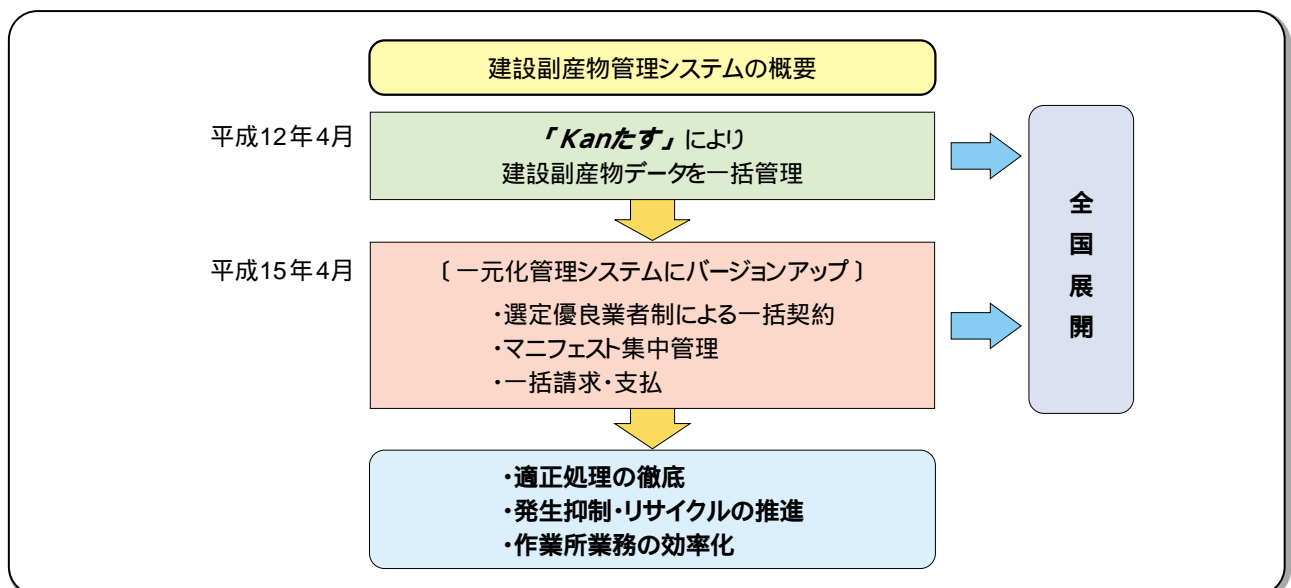 建設副産物管理システムの概要
平成12年4月
「Kanたす」により
建設副産物データを一括管理
平成15年4月
〔一元化管理システムにバージョンアップ〕
・選定優良業者制による一括契約
・マニフェスト集中管理
・一括請求・支払
全国展開
・適正処理の徹底
・発生抑制・リサイクルの推進
・作業所業務の効率化